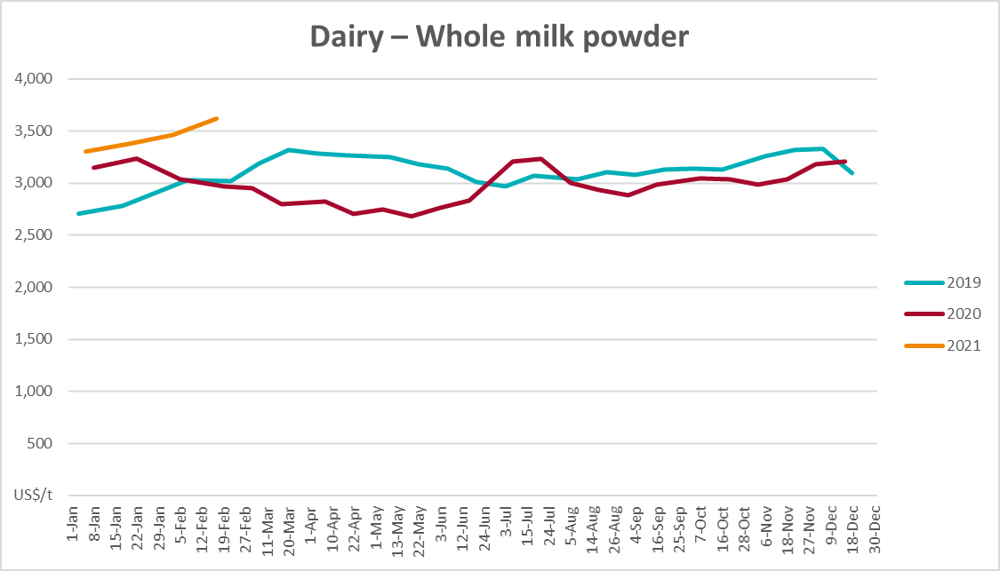 Dairy – Whole milk powder
4,000
3,500
3,000
2,500
2,000
1,500
1,000
500
US$/t
1-Jan
8-Jan
15-Jan
22-Jan
29-Jan
5-Feb
12-Feb
19-Feb
27-Feb
11-Mar
20-Mar
1-Apr
10-Apr
22-Apr
1-May
13-May
22-May
3-Jun
12-Jun
24-Jun
3-Jul
15-Jul
24-Jul
5-Aug
14-Aug
26-Aug
4-Sep
16-Sep
25-Sep
7-Oct
16-Oct
28-Oct
6-Nov
18-Nov
27-Nov
9-Dec
18-Dec
30-Dec
2019
2020
2021